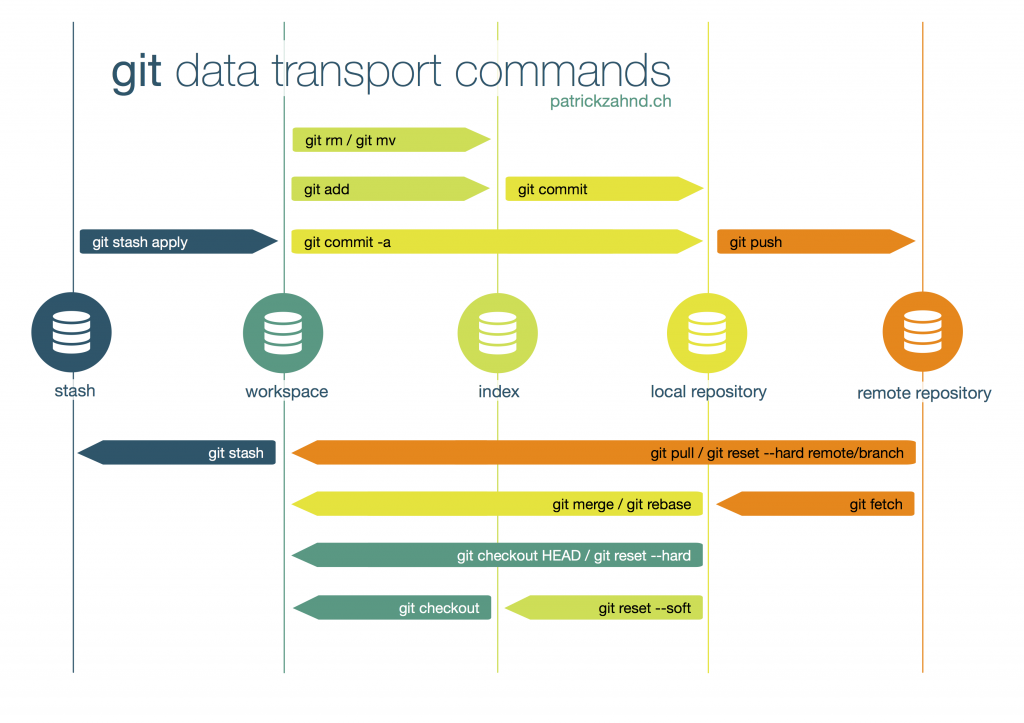 git data transport commands
patrickzahnd.ch
git rm / git mv
git add
git commit
git stash apply
git commit -a
git push
stash
workspace
index
local repository
remote repository
git stash
git pull / git reset --hard remote/branch
git merge / git rebase
git fetch
git checkout HEAD / git reset --hard
git checkout
git reset --soft